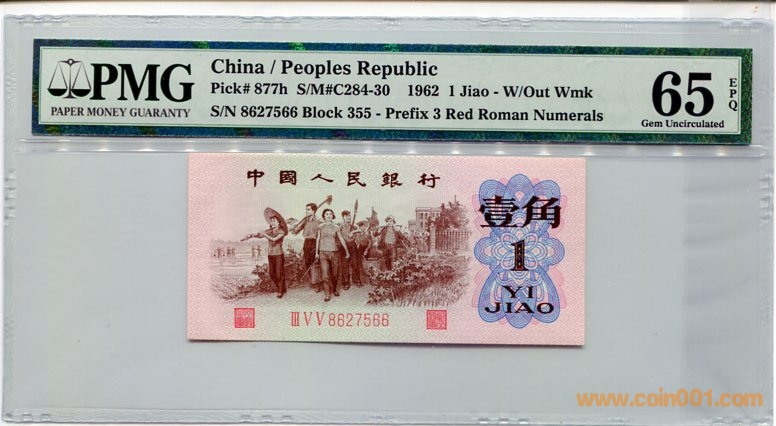 PMG
PAPER MONEY GUARANTY
China / Peoples Republic
Pick# 877h S/M#C284-30 1962 1 Jiao - W/Out Wmk
S/N 8627566 Block 355 - Prefix 3 Red Roman Numerals
65
EPQ
Gem Uncirculated
中國人民銀行
壹角
1
YI
JIAO
III V V 8627566
www.coin001.com